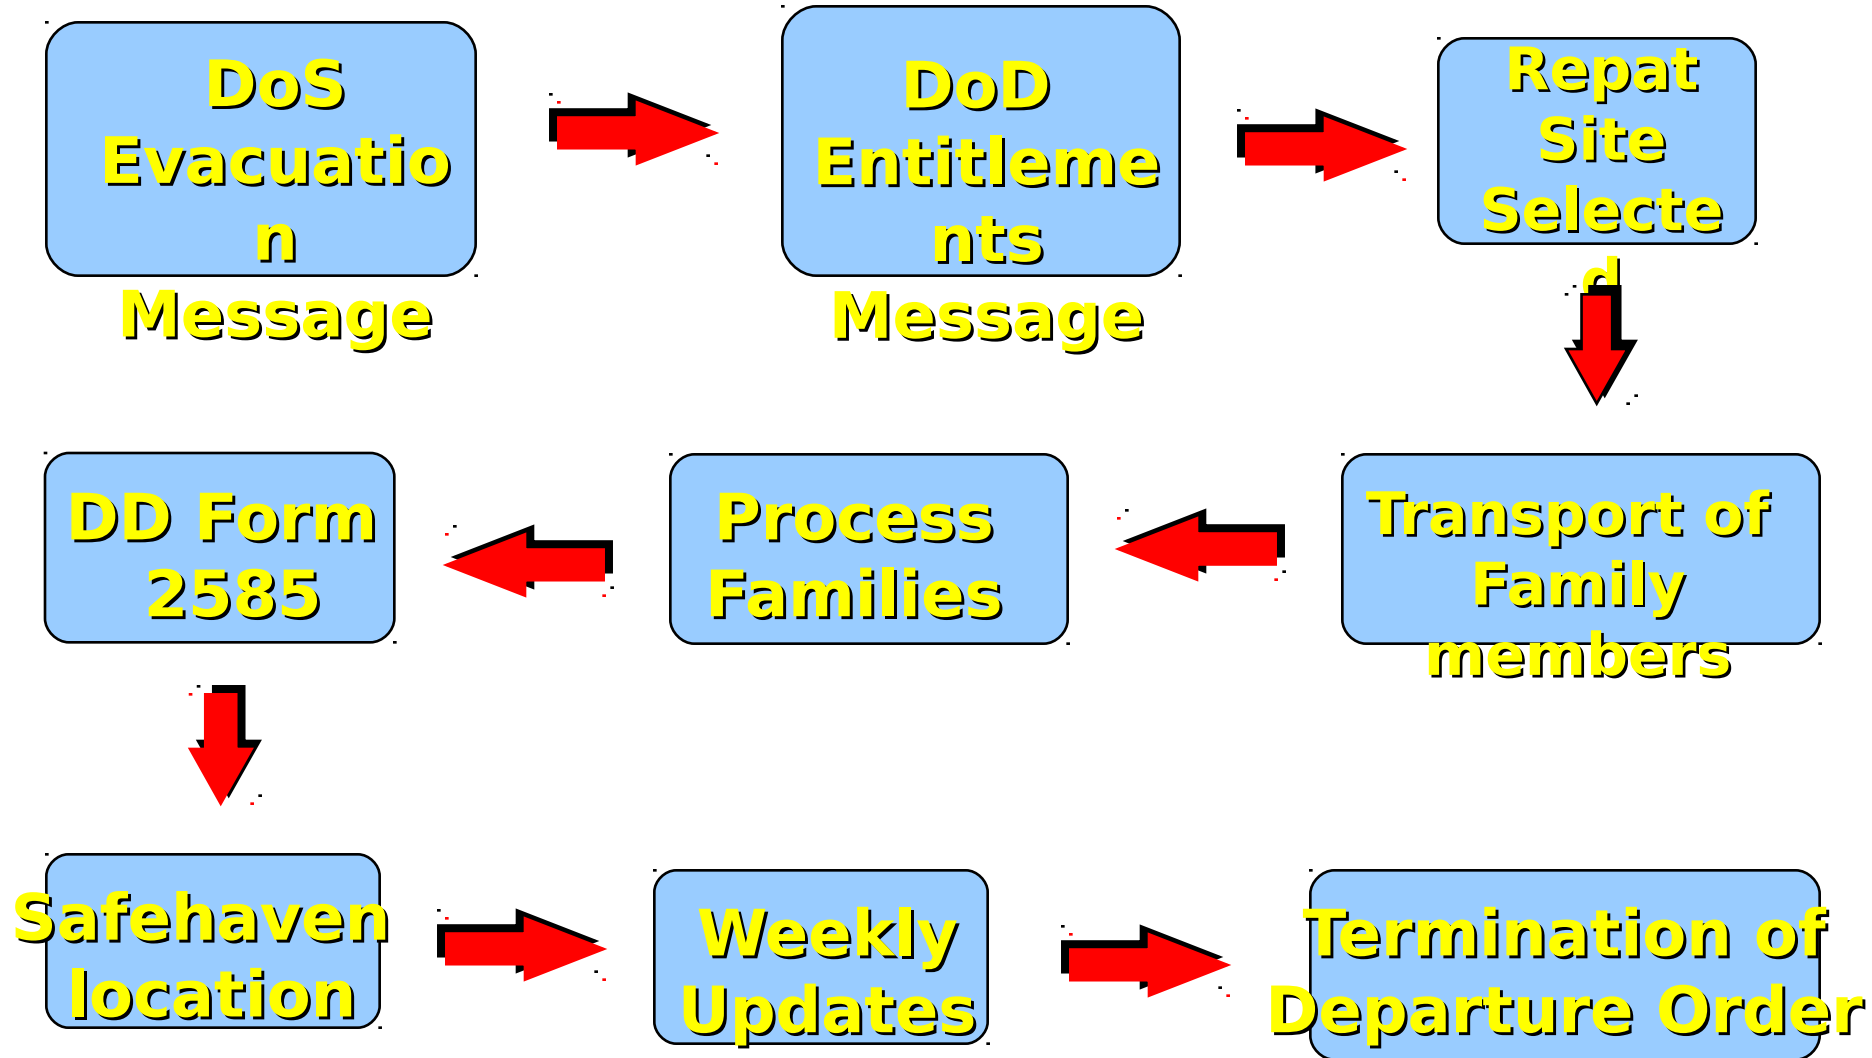 DoS
Evacuatio
n
Message
DoD
Entitleme
nts
Message
Repat
Site
Selecte
d
Transport of
Family
members
Process
Families
DD Form
2585
Safehaven
location
Weekly
Updates
Termination of
Departure Order